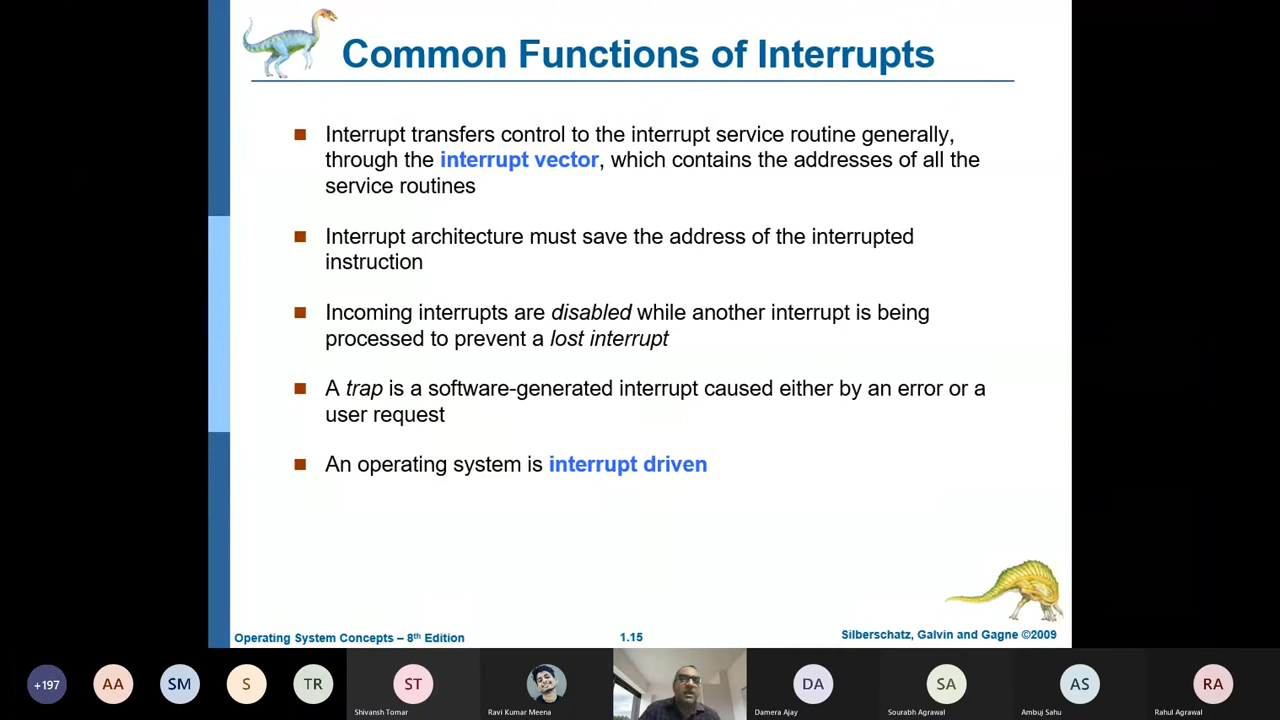 Common Functions of Interrupts
Interrupt transfers control to the interrupt service routine generally,
through the interrupt vector, which contains the addresses of all the
service routines
Interrupt architecture must save the address of the interrupted
instruction
Incoming interrupts are disabled while another interrupt is being
processed to prevent a lost interrupt
A trap is a software-generated interrupt caused either by an error or a
user request
An operating system is interrupt driven
Operating System Concepts – 8th Edition
1.15
Silberschatz, Galvin and Gagne ©2009
+197
AA
SM
S
TR
ST
DA
SA
AS
RA
Shivansh Tomar
Ravi Kumar Meena
Damera Ajay
Sourabh Agrawal
Ambuj Sahu
Rahul Agrawal